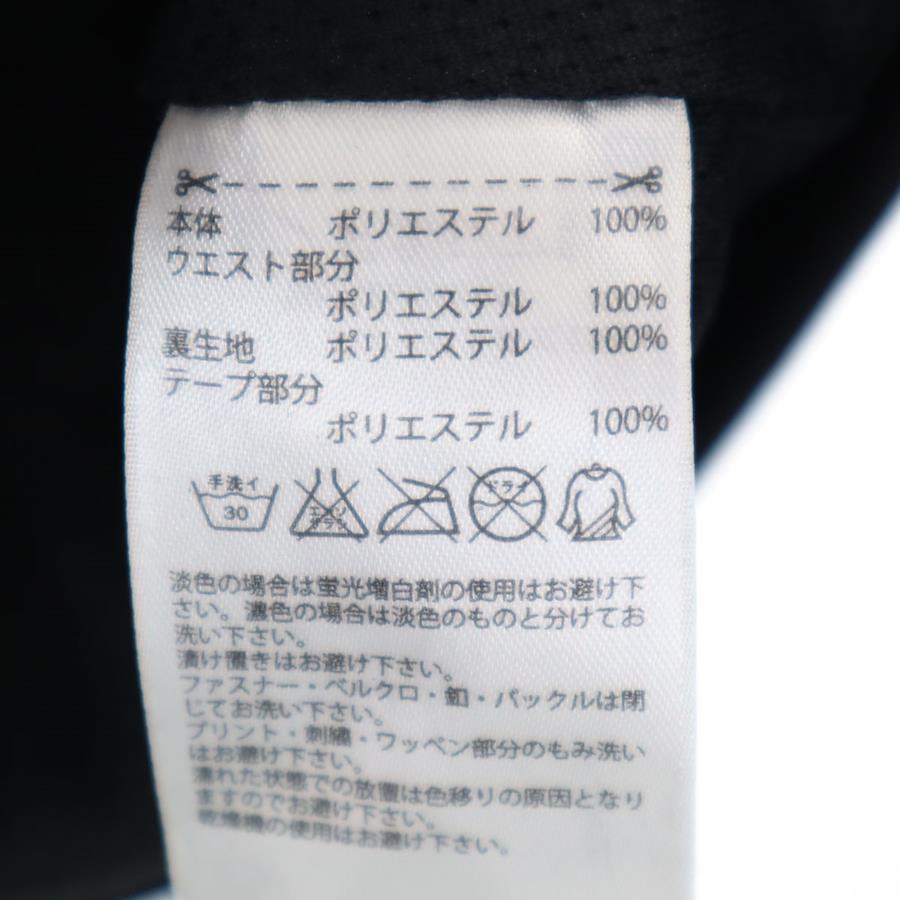 本体 ポリエステル 100%
ウエスト部分
ポリエステル 100%
裏生地 ポリエステル 100%
テープ部分
ポリエステル 100%
手洗イ
30
エンソ
サラシ
ドライ
淡色の場合は蛍光増白剤の使用はお避け下
さい。濃色の場合は淡色のものと分けてお
洗い下さい。
漬け置きはお避け下さい。
ファスナー・ベルクロ・釦・バックルは閉
じてお洗い下さい。
プリント・刺繍・ワッペン部分のもみ洗い
はお避け下さい。
濡れた状態での放置は色移りの原因となり
ますのでお避け下さい。
乾燥機の使用はお避け下さい。